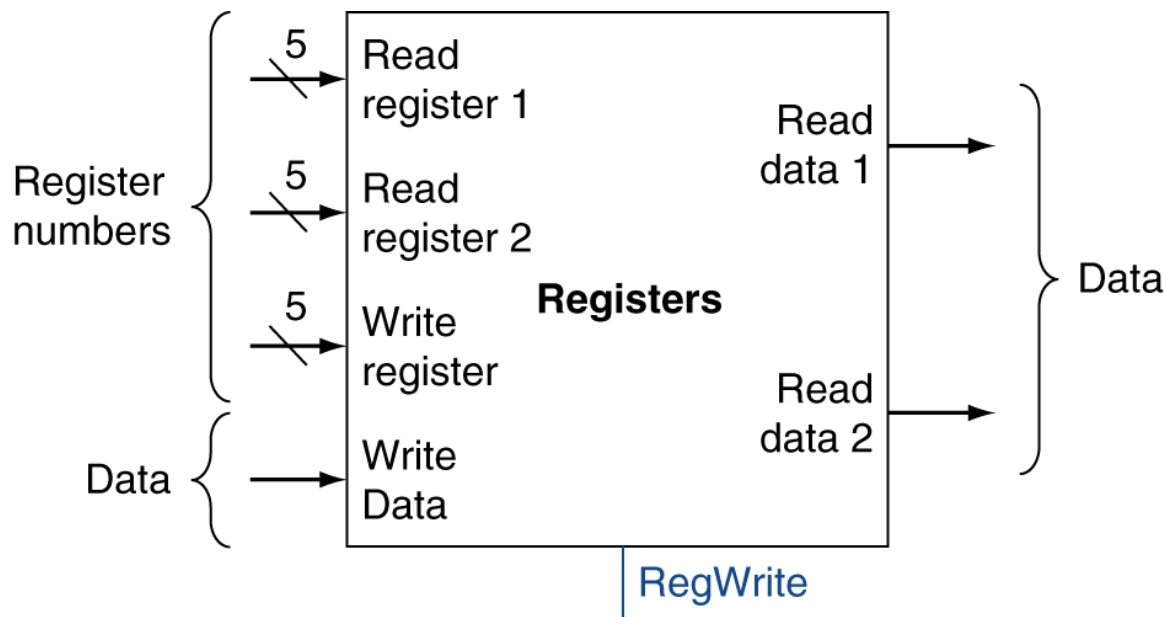 Register
numbers
Data
5
Read
register 1
5
Read
register 2
5
Write
register
Write
Data
Registers
Read
data 1
Read
data 2
Data
RegWrite